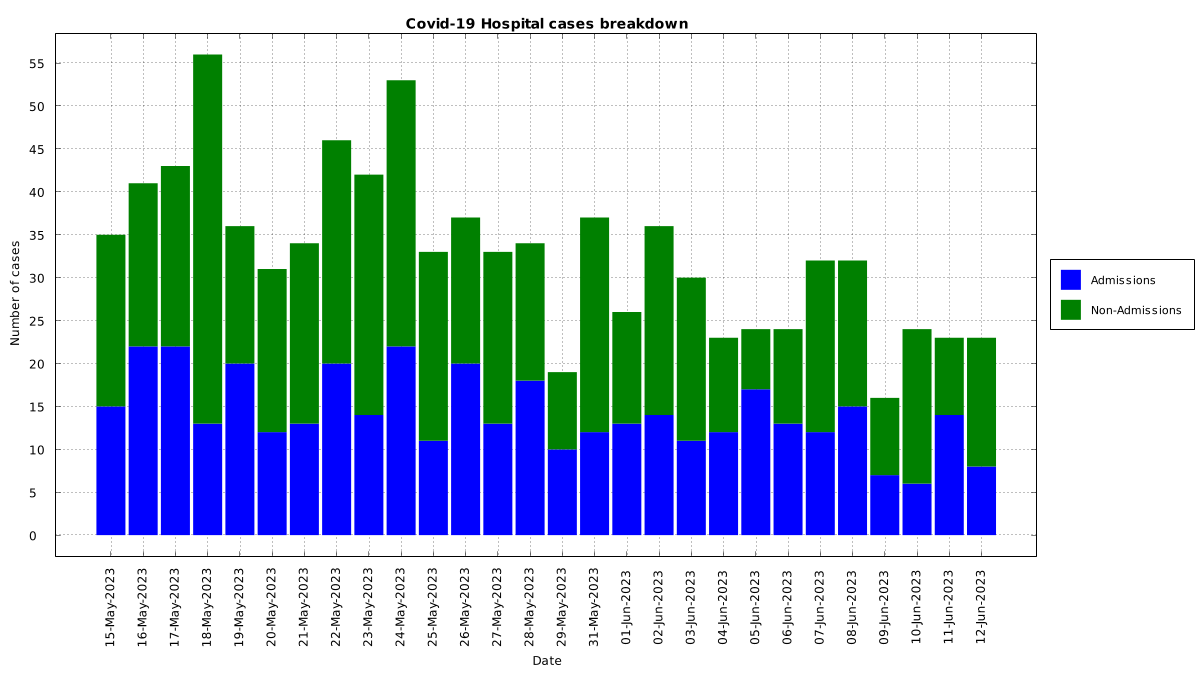 Covid-19 Hospital cases breakdown
55
50
45
40
35
30
25
20
15
10
5
0
Number of cases
15-May-2023
16-May-2023
17-May-2023
18-May-2023
19-May-2023
20-May-2023
21-May-2023
22-May-2023
23-May-2023
24-May-2023
25-May-2023
26-May-2023
27-May-2023
28-May-2023
29-May-2023
31-May-2023
01-Jun-2023
02-Jun-2023
03-Jun-2023
04-Jun-2023
05-Jun-2023
06-Jun-2023
07-Jun-2023
08-Jun-2023
09-Jun-2023
10-Jun-2023
11-Jun-2023
12-Jun-2023
Date
Admissions
Non-Admissions